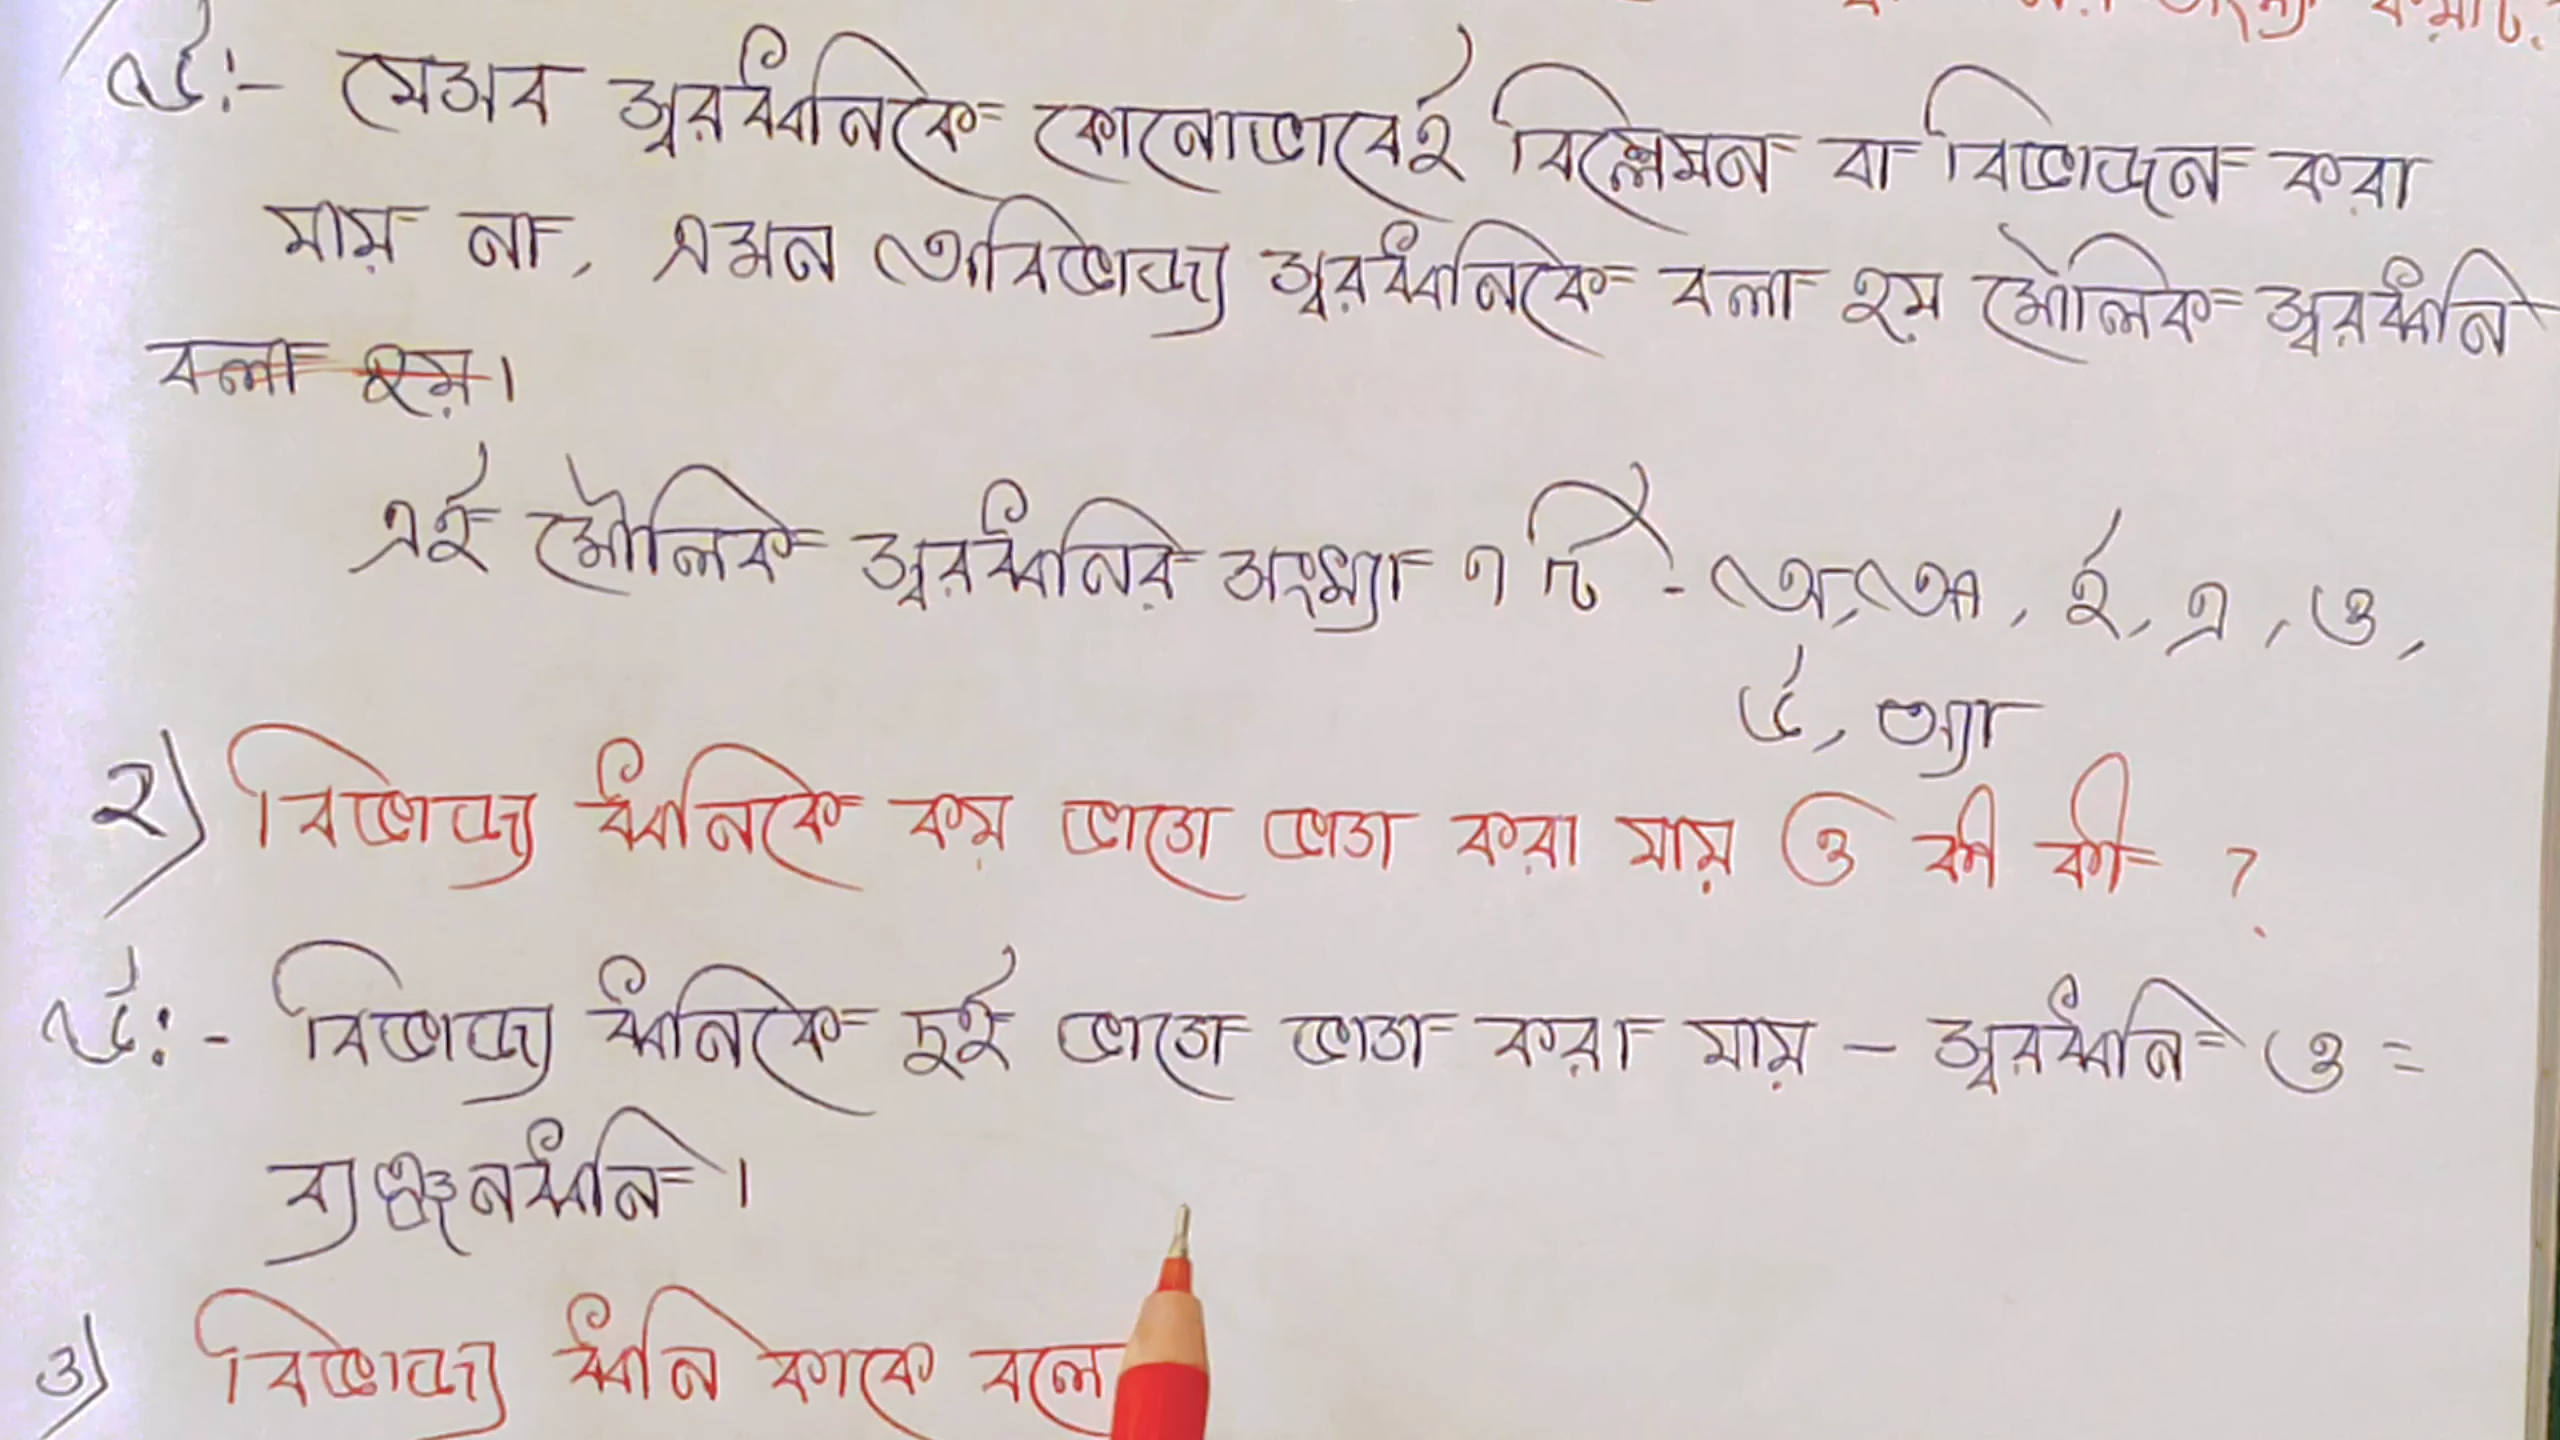 উ:- যেসব স্বরধ্বনিকে কোনোভাবেই বিশ্লেষন বা বিভাজন করা
যায় না, এমন অবিভাজ্য স্বরধ্বনিকে বলা হয় মৌলিক স্বরধ্বনি
বলা হয়।
এই মৌলিক স্বরধ্বনির সংখ্যা ৭ টি - অ, আ, ই, এ, ও,
উ, অ্যা
২) বিভাজ্য ধ্বনিকে কয় ভাগে ভাগ করা যায় ও কী কী ?
উ:- বিভাজ্য ধ্বনিকে দুই ভাগে ভাগ করা যায় – স্বরধ্বনি ও =
ব্যঞ্জনধ্বনি।
৩) বিভাজ্য ধ্বনি কাকে বলে